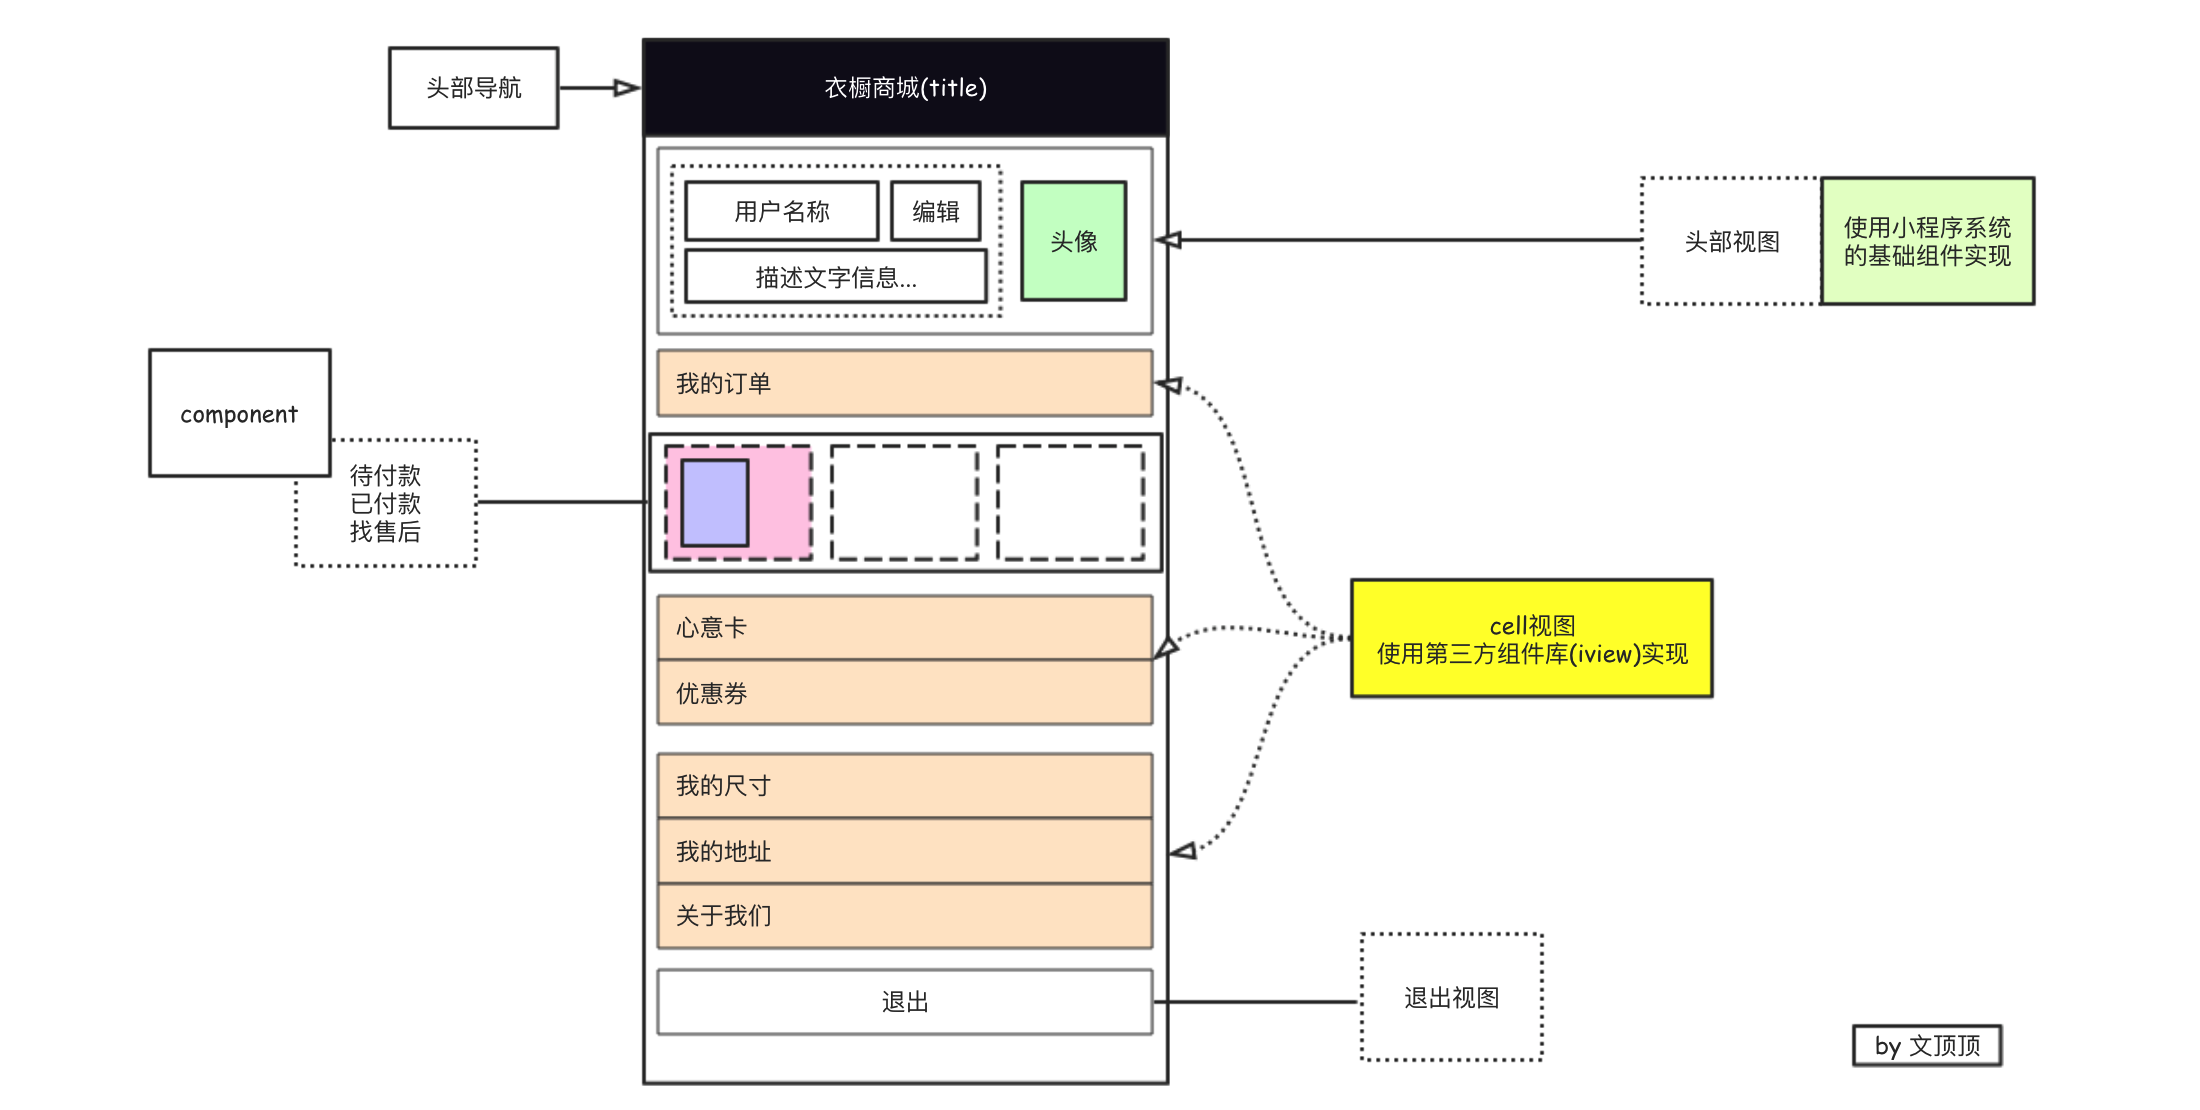 头部导航
衣橱商城(title)
用户名称
编辑
描述文字信息...
头像
头部视图
使用小程序系统
的基础组件实现
我的订单
component
待付款
已付款
找售后
心意卡
优惠券
cell视图
使用第三方组件库(iview)实现
我的尺寸
我的地址
关于我们
退出
退出视图
by 文顶顶